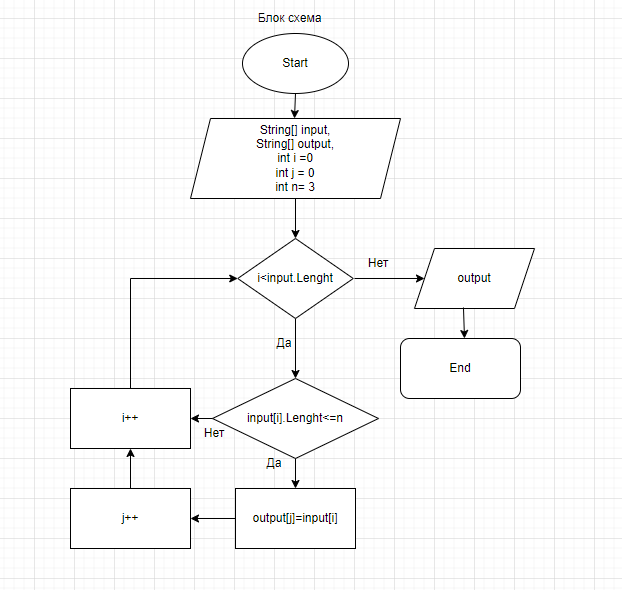 Блок схема
Start
String[] input,
String[] output,
int i =0
int j = 0
int n= 3
i<input.Lenght
Нет
output
Да
End
input[i].Lenght<=n
i++
Нет
Да
output[j]=input[i]
j++